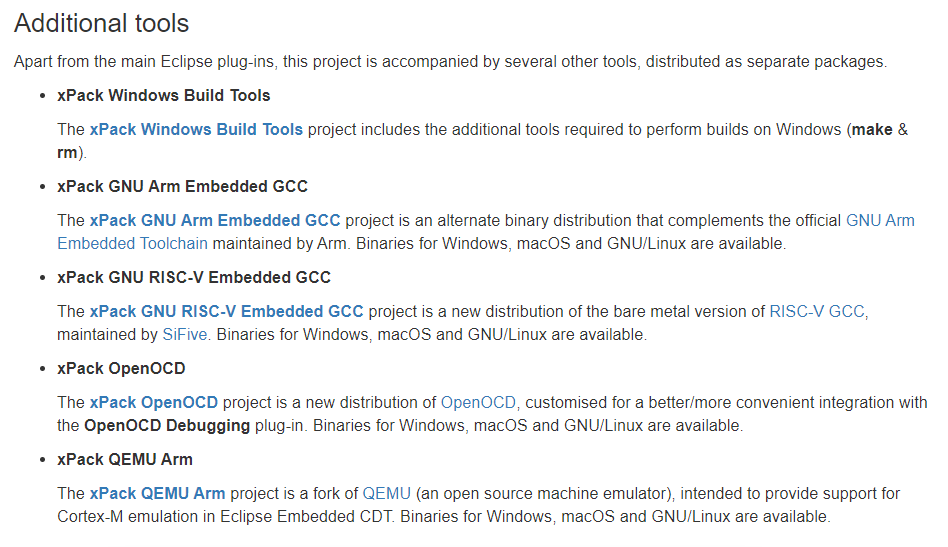 Additional tools
Apart from the main Eclipse plug-ins, this project is accompanied by several other tools, distributed as separate packages.
• xPack Windows Build Tools
The xPack Windows Build Tools project includes the additional tools required to perform builds on Windows (make &
rm).
• xPack GNU Arm Embedded GCC
The xPack GNU Arm Embedded GCC project is an alternate binary distribution that complements the official GNU Arm
Embedded Toolchain maintained by Arm. Binaries for Windows, macOS and GNU/Linux are available.
• xPack GNU RISC-V Embedded GCC
The xPack GNU RISC-V Embedded GCC project is a new distribution of the bare metal version of RISC-V GCC,
maintained by SiFive. Binaries for Windows, macOS and GNU/Linux are available.
• xPack OpenOCD
The xPack OpenOCD project is a new distribution of OpenOCD, customised for a better/more convenient integration with
the OpenOCD Debugging plug-in. Binaries for Windows, macOS and GNU/Linux are available.
• xPack QEMU Arm
The xPack QEMU Arm project is a fork of QEMU (an open source machine emulator), intended to provide support for
Cortex-M emulation in Eclipse Embedded CDT. Binaries for Windows, macOS and GNU/Linux are available.